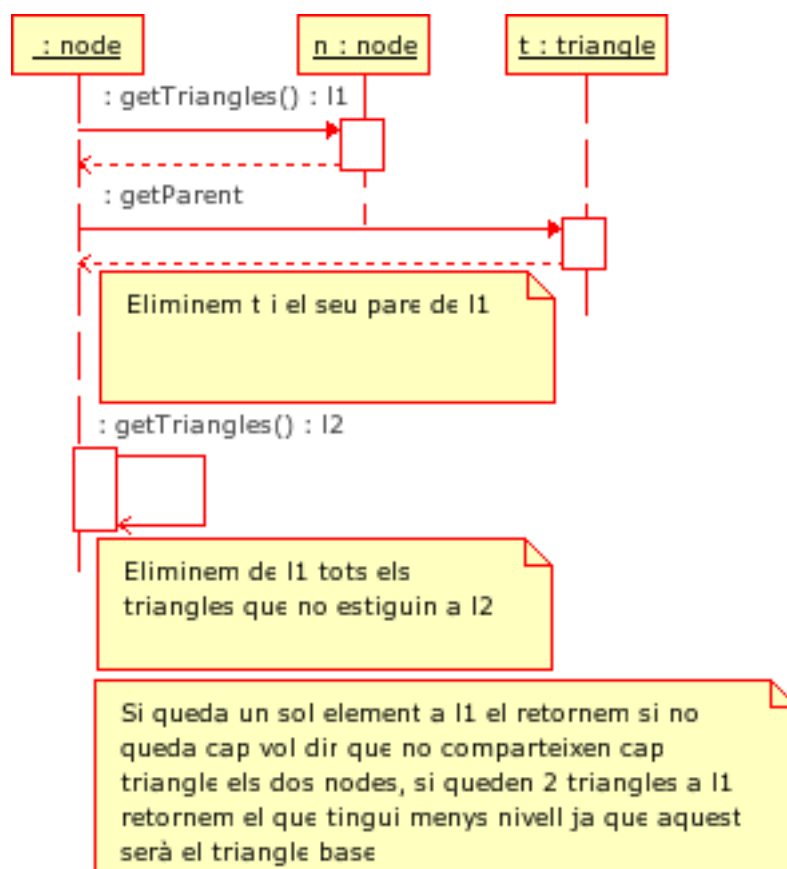 : node
n : node
t : triangle
: getTriangles() : l1
: getParent
Eliminem t i el seu pare de l1
: getTriangles() : l2
Eliminem de l1 tots els
triangles que no estiguin a l2
Si queda un sol element a l1 el retornem si no
queda cap vol dir que no comparteixen cap
triangle els dos nodes, si queden 2 triangles a l1
retornem el que tingui menys nivell ja que aquest
serà el triangle base